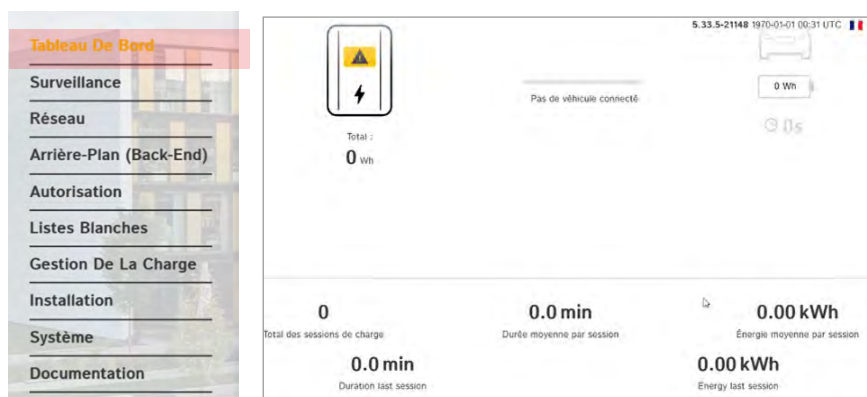 Tableau De Bord
Surveillance
Réseau
Arrière-Plan (Back-End)
Autorisation
Listes Blanches
Gestion De La Charge
Installation
Système
Documentation
5.33.5-21148 1970-01-01 00:31 UTC
Pas de véhicule connecté
0 Wh
0s
Total :
0 Wh
0
Total des sessions de charge
0.0 min
Durée moyenne par session
0.00 kWh
Énergie moyenne par session
0.0 min
Duration last session
0.00 kWh
Energy last session